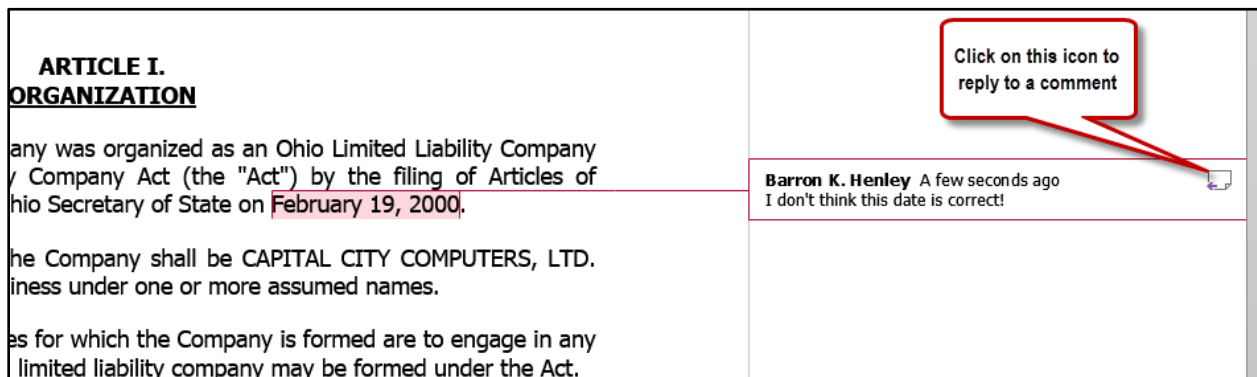 ARTICLE I.
ORGANIZATION
any was organized as an Ohio Limited Liability Company
y Company Act (the "Act") by the filing of Articles of
hio Secretary of State on February 19, 2000.
he Company shall be CAPITAL CITY COMPUTERS, LTD.
iness under one or more assumed names.
es for which the Company is formed are to engage in any
limited liability company may be formed under the Act.
Click on this icon to
reply to a comment
Barron K. Henley A few seconds ago
I don't think this date is correct!